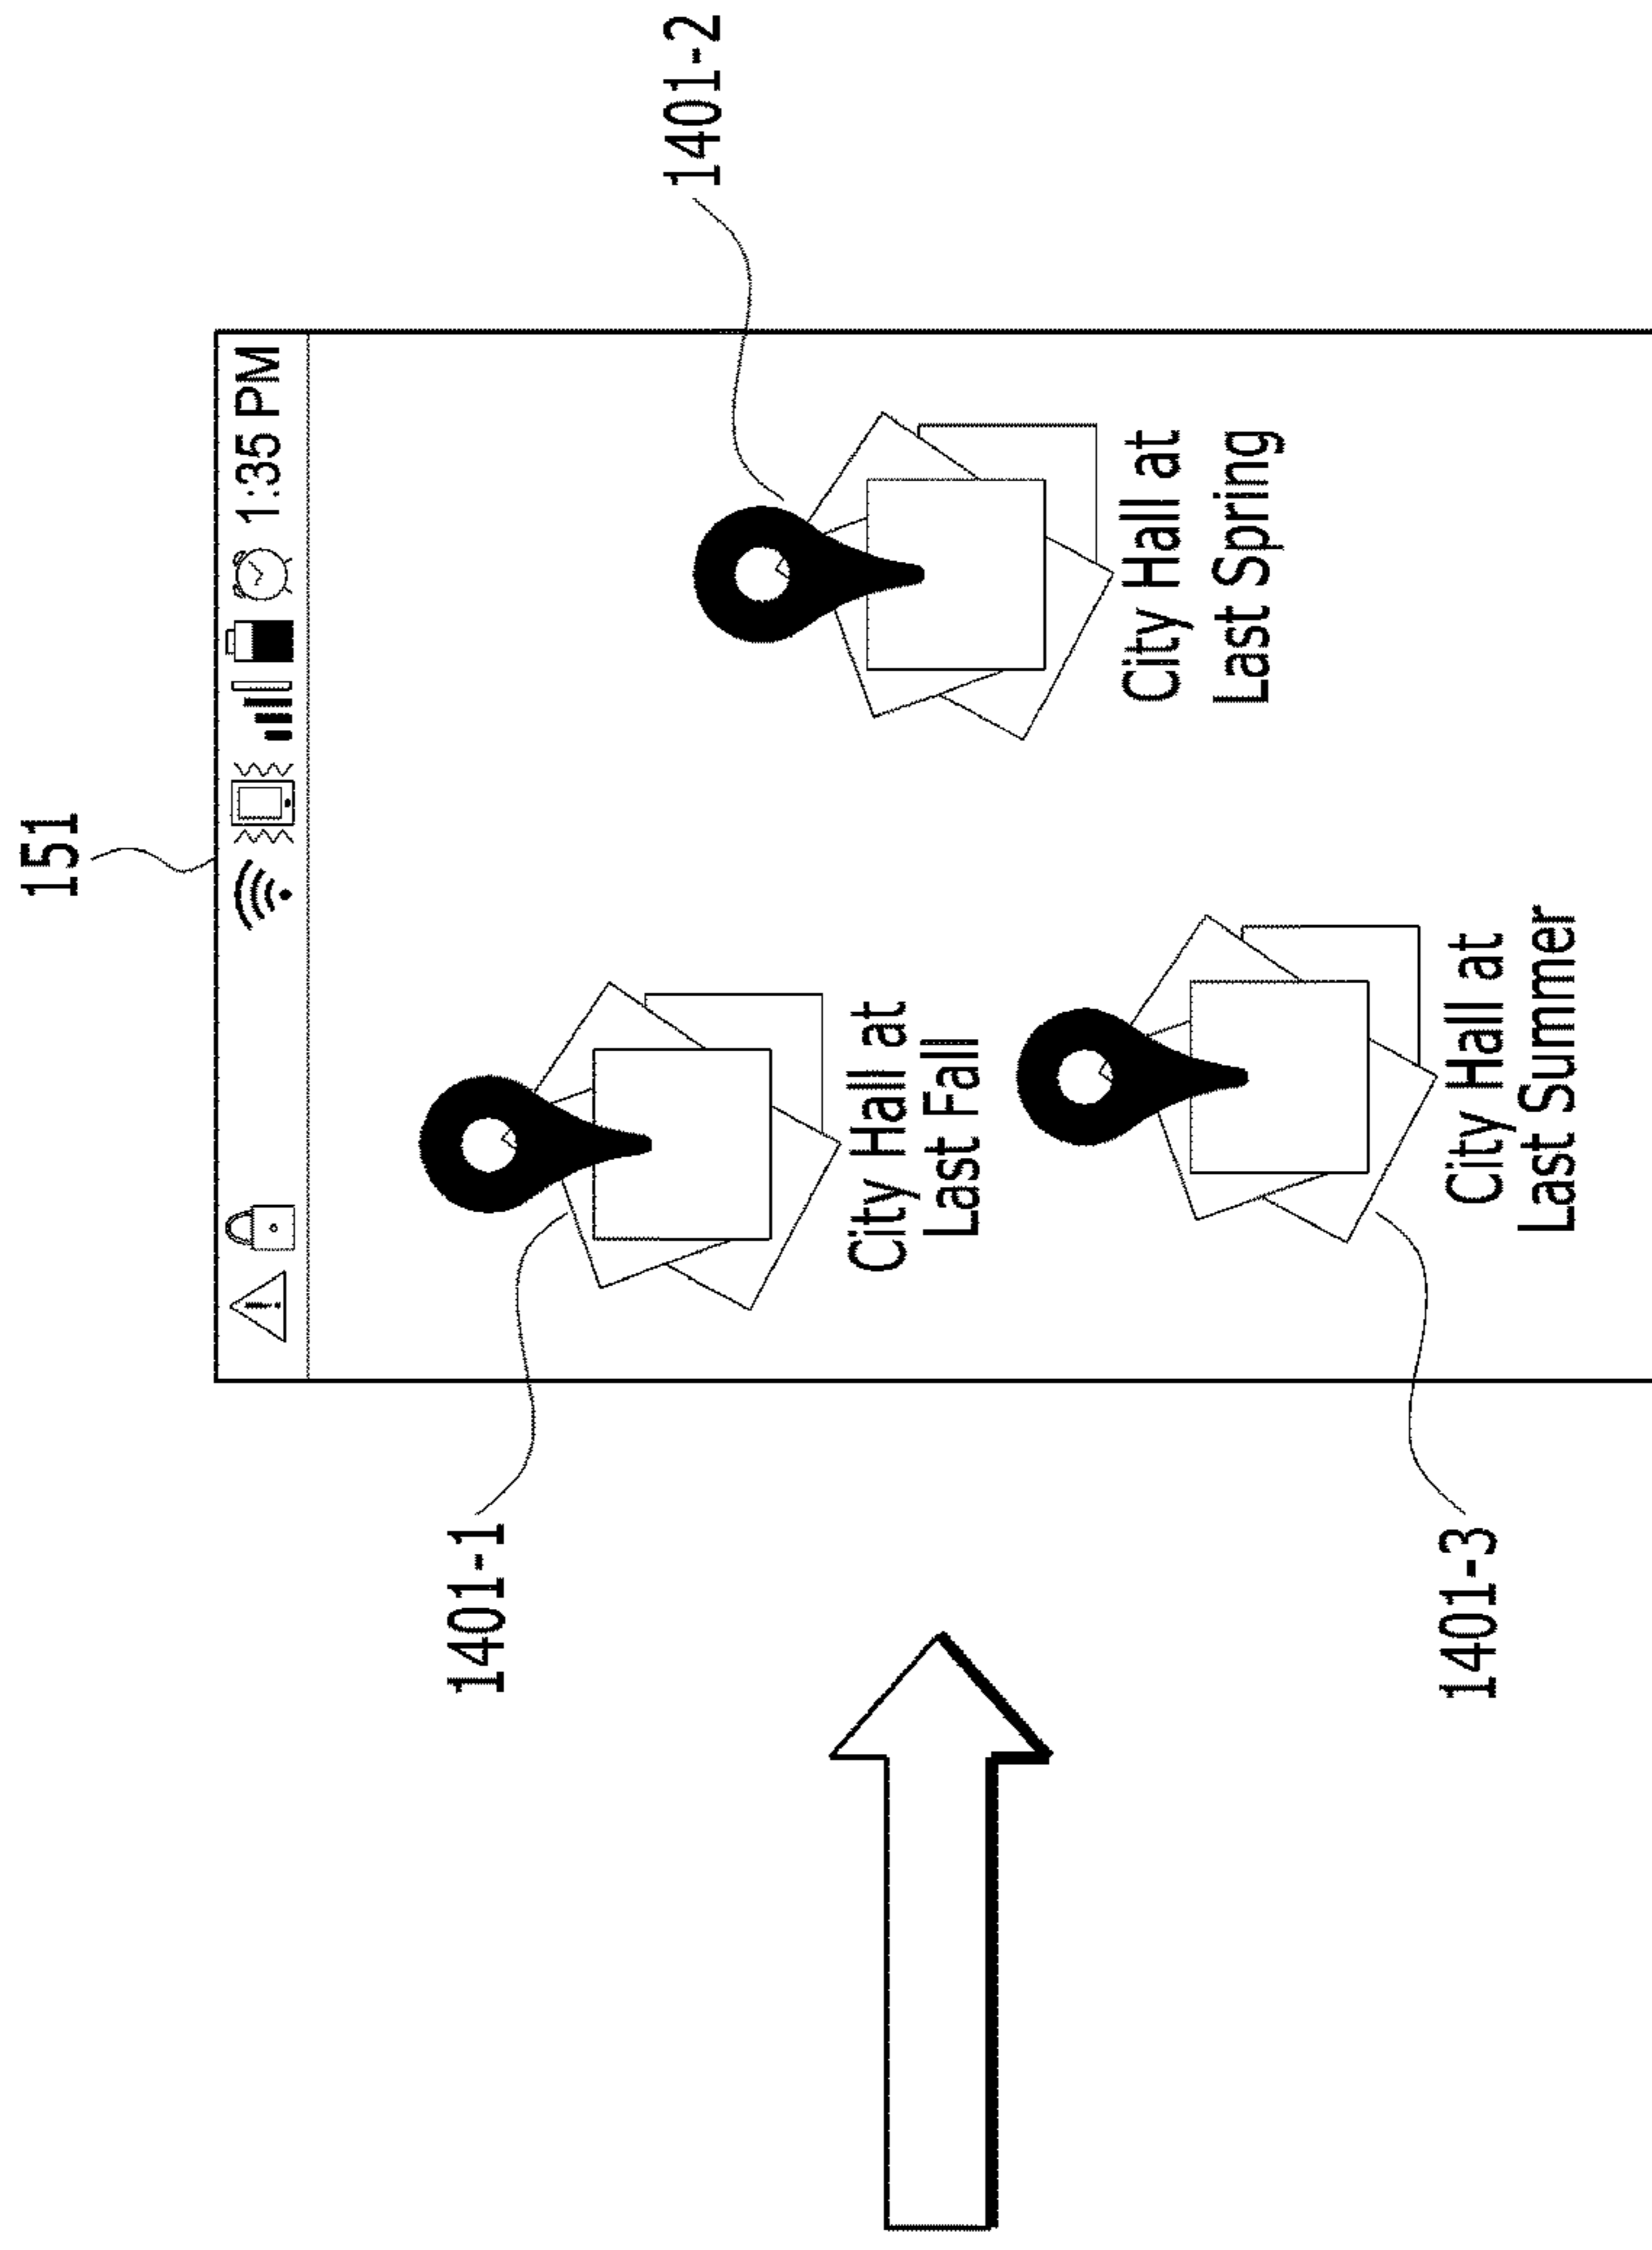 151
1:35 PM
1401-1
City Hall at
Last Fall
1401-2
City Hall at
Last Spring
1401-3
City Hall at
Last Summer